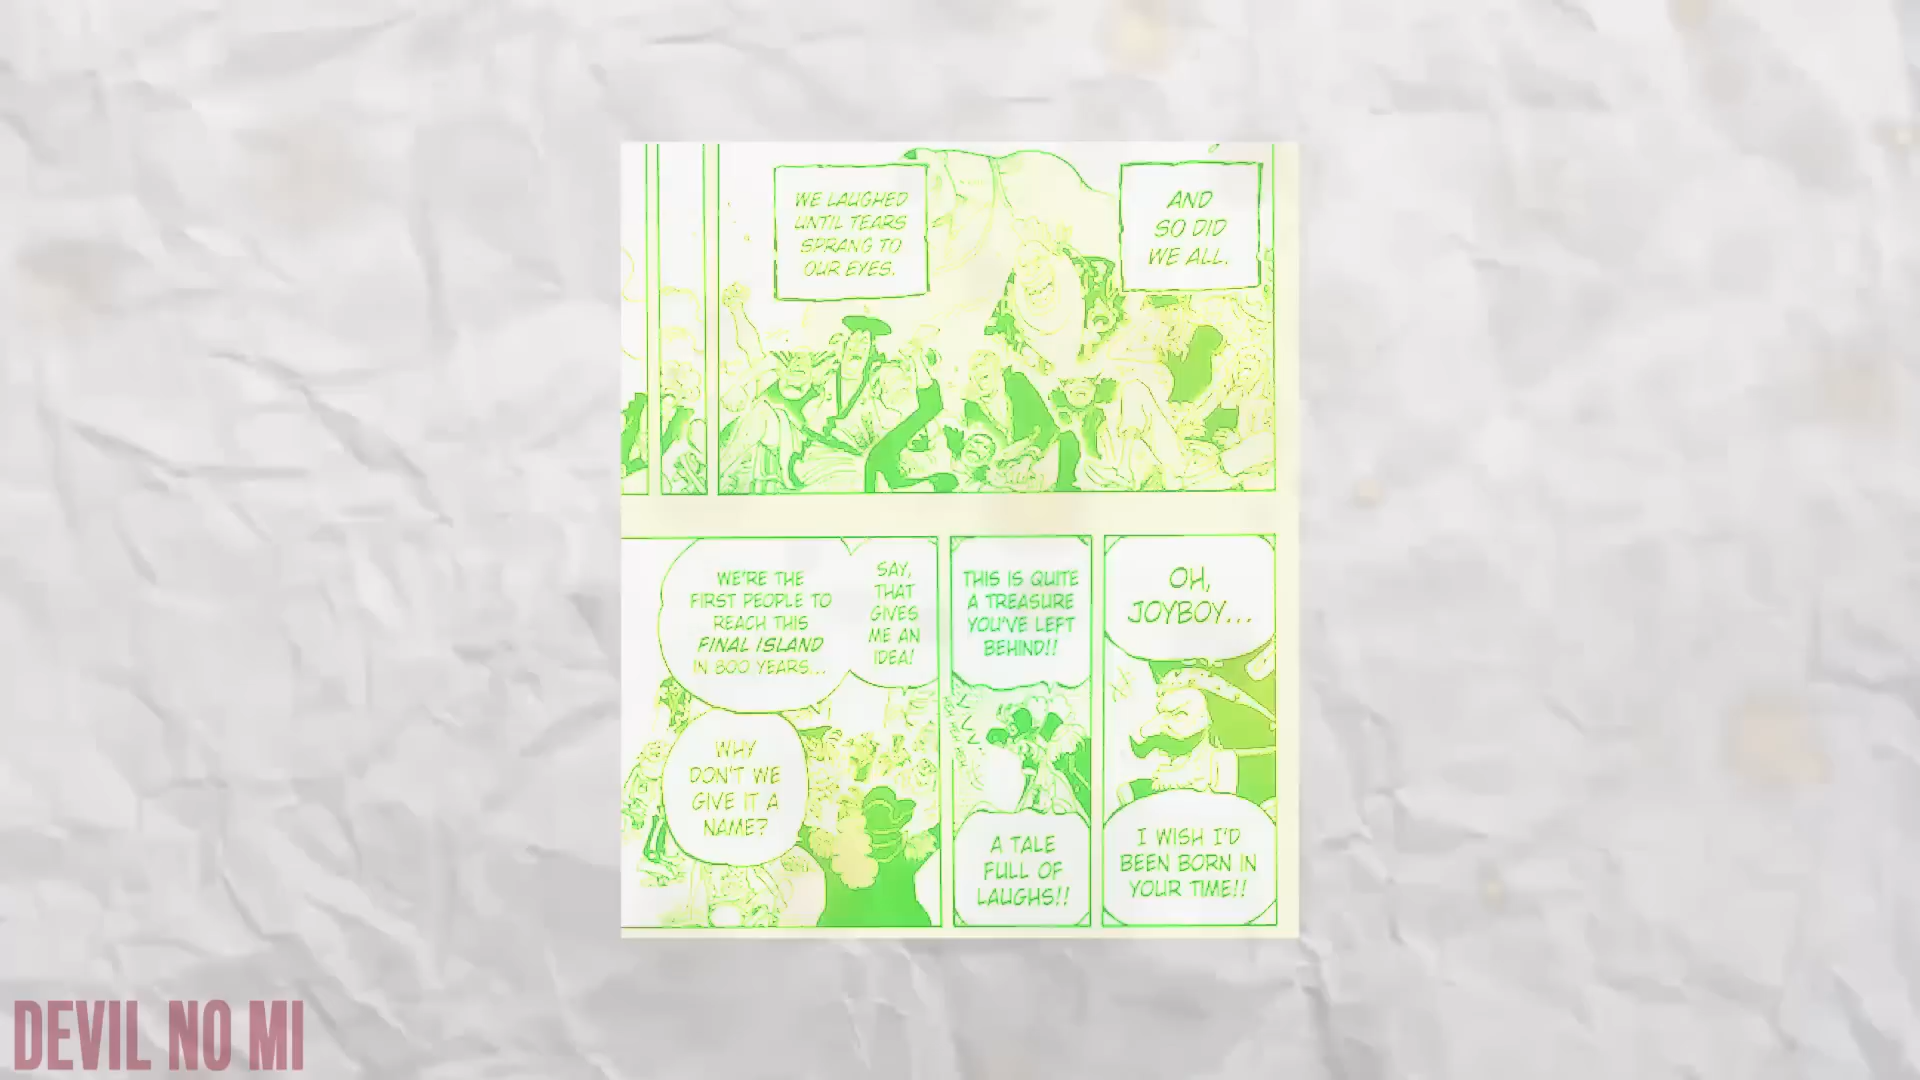 AND
SO DID
WE ALL.
WE LAUGHED
UNTIL TEARS
SPRANG TO
OUR EYES.
OH,
JOYBOY...
I WISH I'D
BEEN BORN IN
YOUR TIME!!
THIS IS QUITE
A TREASURE
YOU'VE LEFT
BEHIND!!
A TALE
FULL OF
LAUGHS!!
SAY,
THAT
GIVES
ME AN
IDEA!
WE'RE THE
FIRST PEOPLE TO
REACH THIS
FINAL ISLAND
IN 800 YEARS...
WHY
DON'T WE
GIVE IT A
NAME?
DEVIL NO MI